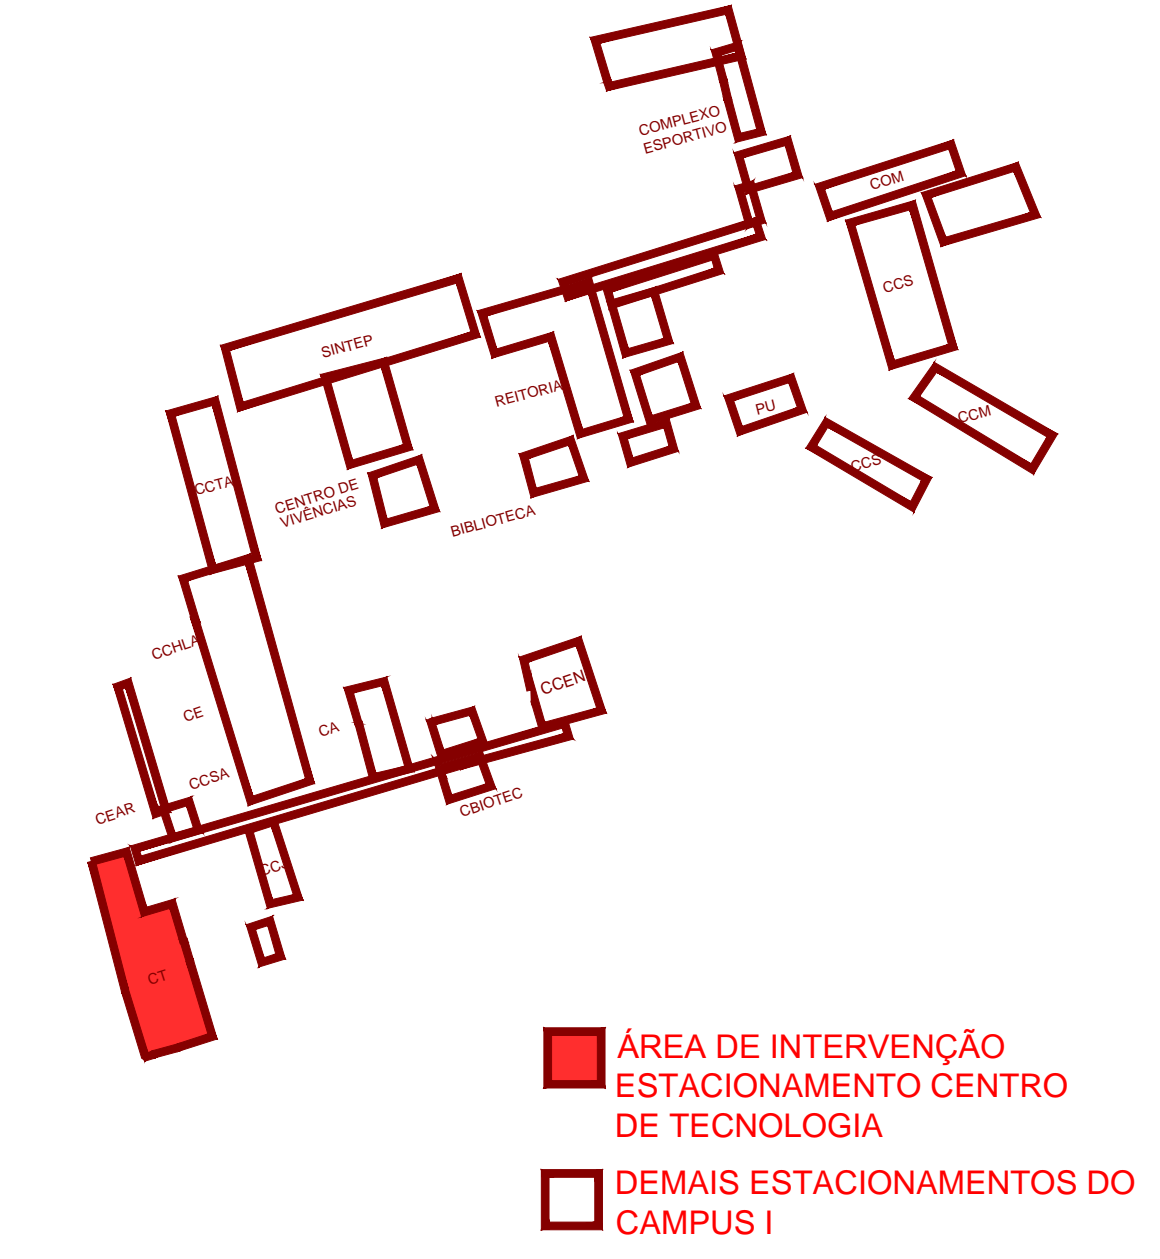 COMPLEXO
ESPORTIVO
COM
CCS
SINTEP
REITORIA
PU
CCM
CCS
CCTA
CENTRO DE
VIVÊNCIAS
BIBLIOTECA
CCHLA
CCEN
CE
CA
CCSA
CBIOTEC
CEAR
CCJ
CT
ÁREA DE INTERVENÇÃO
ESTACIONAMENTO CENTRO
DE TECNOLOGIA
DEMAIS ESTACIONAMENTOS DO
CAMPUS I